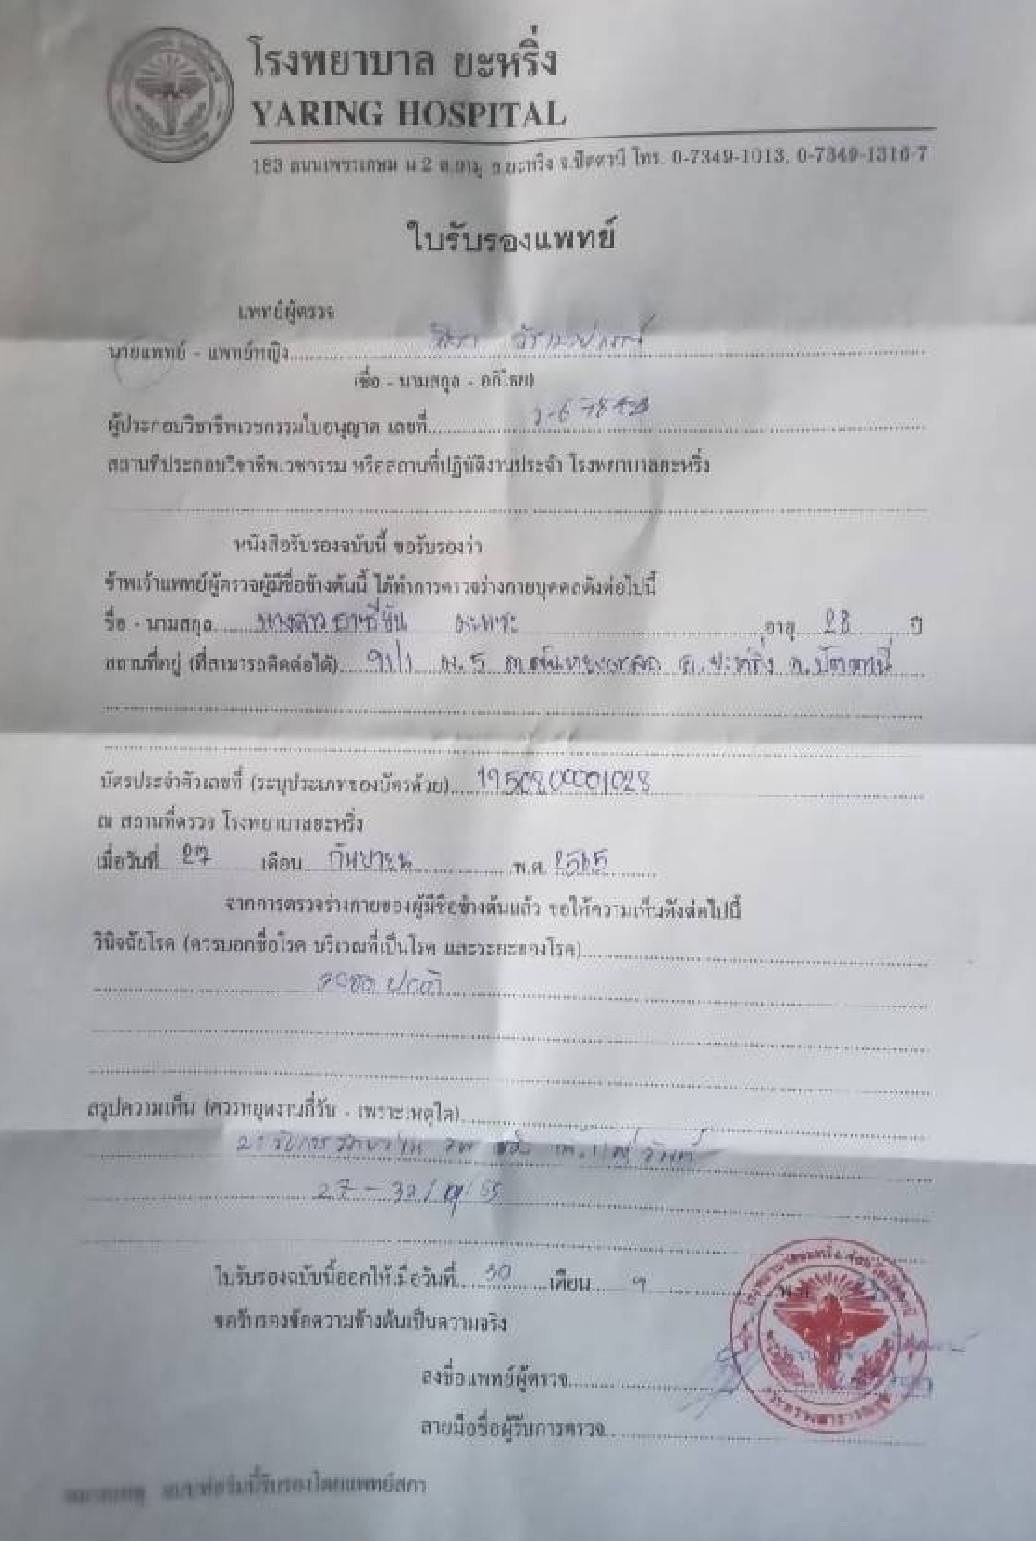 โรงพยาบาล ยะหริ่ง
YARING HOSPITAL
183 ถนนเพชรเกษม ม 2 ต.ยามู อ.ยะหริ่ง จ.ปัตตานี โทร. 0-7349-1013, 0-7349-1316-7
ใบรับรองแพทย์
แพทย์ผู้ตรวจ
นายแพทย์ - แพทย์หญิง
(ชื่อ - นามสกุล - อภิไธย)
ผู้ประกอบวิชาชีพเวชกรรมใบอนุญาต เลขที่
สถานที่ประกอบวิชาชีพเวชกรรม หรือสถานที่ปฏิบัติงานประจำ โรงพยาบาลยะหริ่ง
หนังสือรับรองฉบับนี้ ขอรับรองว่า
ข้าพเจ้าแพทย์ผู้ตรวจผู้มีชื่อข้างต้นนี้ ได้ทำการตรวจร่างกายบุคคลดังต่อไปนี้
ชื่อ - นามสกุล นางสาว อาซียัน มะพระ อายุ 28 ปี
สถานที่อยู่ (ที่สามารถติดต่อได้) 91/1 ม.5 อ.ยะหริ่ง จ.ปัตตานี
บัตรประจำตัวเลขที่ (ระบุประเภทของบัตรด้วย) 1950800001028
ณ สถานที่ตรวจ โรงพยาบาลยะหริ่ง
เมื่อวันที่ 27 เดือน กันยายน พ.ศ. 2565
จากการตรวจร่างกายของผู้มีชื่อข้างต้นแล้ว ขอให้ความเห็นดังต่อไปนี้
วินิจฉัยโรค (ควรบอกชื่อโรค บริเวณที่เป็นโรค และระยะของโรค)
คลอดปกติ
สรุปความเห็น (ควรหยุดงานกี่วัน - เพราะเหตุใด)
27 - 30/9/65
ใบรับรองฉบับนี้ออกให้เมื่อวันที่ 30 เดือน 9 พ.ศ.
ขอรับรองข้อความข้างต้นเป็นความจริง
ลงชื่อแพทย์ผู้ตรวจ
ลายมือชื่อผู้รับการตรวจ
หมายเหตุ แบบฟอร์มนี้รับรองโดยแพทย์สภา